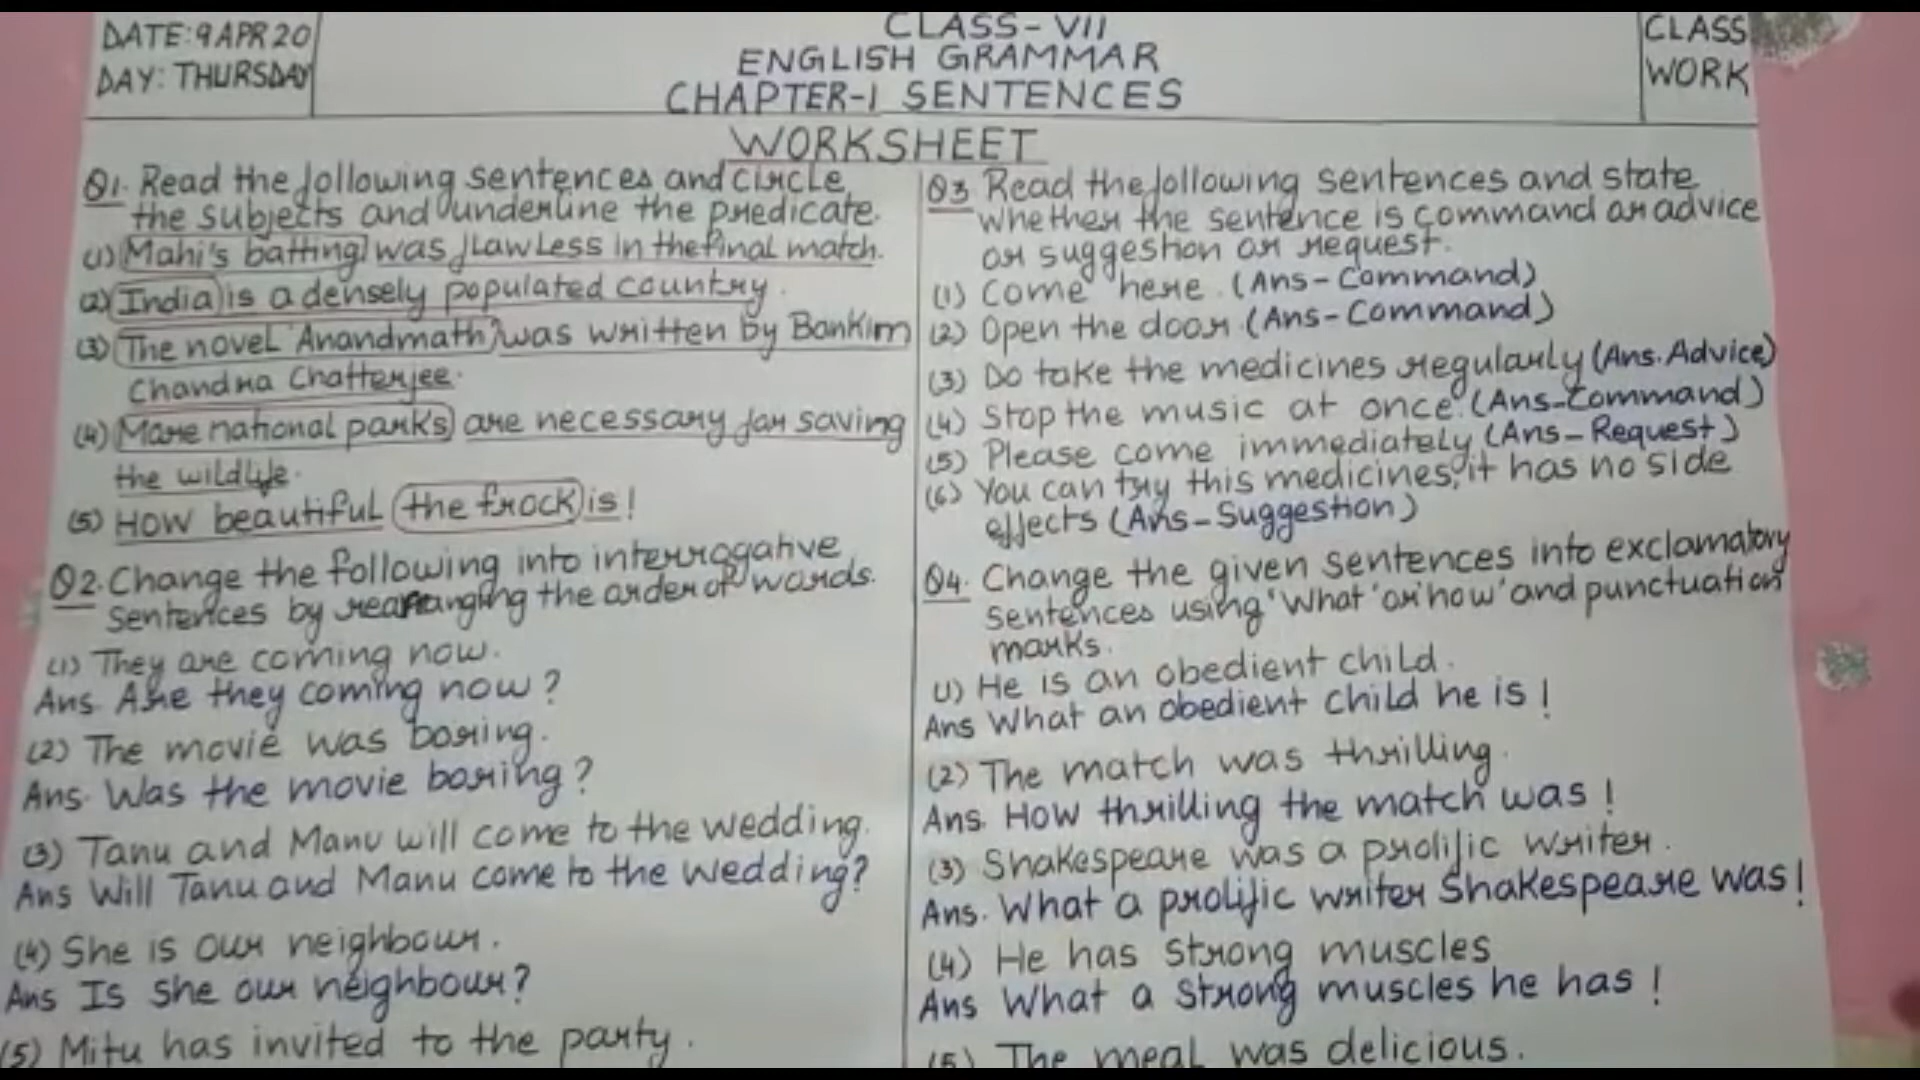 DATE:9 APR 20
DAY: THURSDAY
CLASS-VII
ENGLISH GRAMMAR
CHAPTER-1 SENTENCES
CLASS
WORK
WORKSHEET
Q1. Read the following sentences and circle
the subjects and underline the predicate.
(1) Mahi's batting was flawless in the final match.
(2) India is a densely populated country.
(3) The novel 'Anandmath' was written by Bankim
Chandra Chatterjee.
(4) More national parks are necessary for saving
the wildlife.
(5) How beautiful the frock is!
Q2. Change the following into interrogative
sentences by rearranging the order of words.
(1) They are coming now.
Ans. Are they coming now?
(2) The movie was boring.
Ans. Was the movie boring?
(3) Tanu and Manu will come to the wedding.
Ans Will Tanu and Manu come to the wedding?
(4) She is our neighbour.
Ans Is she our neighbour?
(5) Mitu has invited to the party.
Q3 Read the following sentences and state
whether the sentence is command or advice
or suggestion or request.
(1) Come here. (Ans-Command)
(2) Open the door. (Ans-Command)
(3) Do take the medicines regularly (Ans. Advice)
(4) Stop the music at once. (Ans-Command)
(5) Please come immediately. (Ans-Request)
(6) You can try this medicines, it has no side
effects (Ans-Suggestion)
Q4. Change the given sentences into exclamatory
sentences using 'What' or 'how' and punctuation
marks.
(1) He is an obedient child.
Ans What an obedient child he is!
(2) The match was thrilling.
Ans. How thrilling the match was!
(3) Shakespeare was a prolific writer.
Ans. What a prolific writer Shakespeare was!
(4) He has strong muscles
Ans What a strong muscles he has!
(5) The meal was delicious.